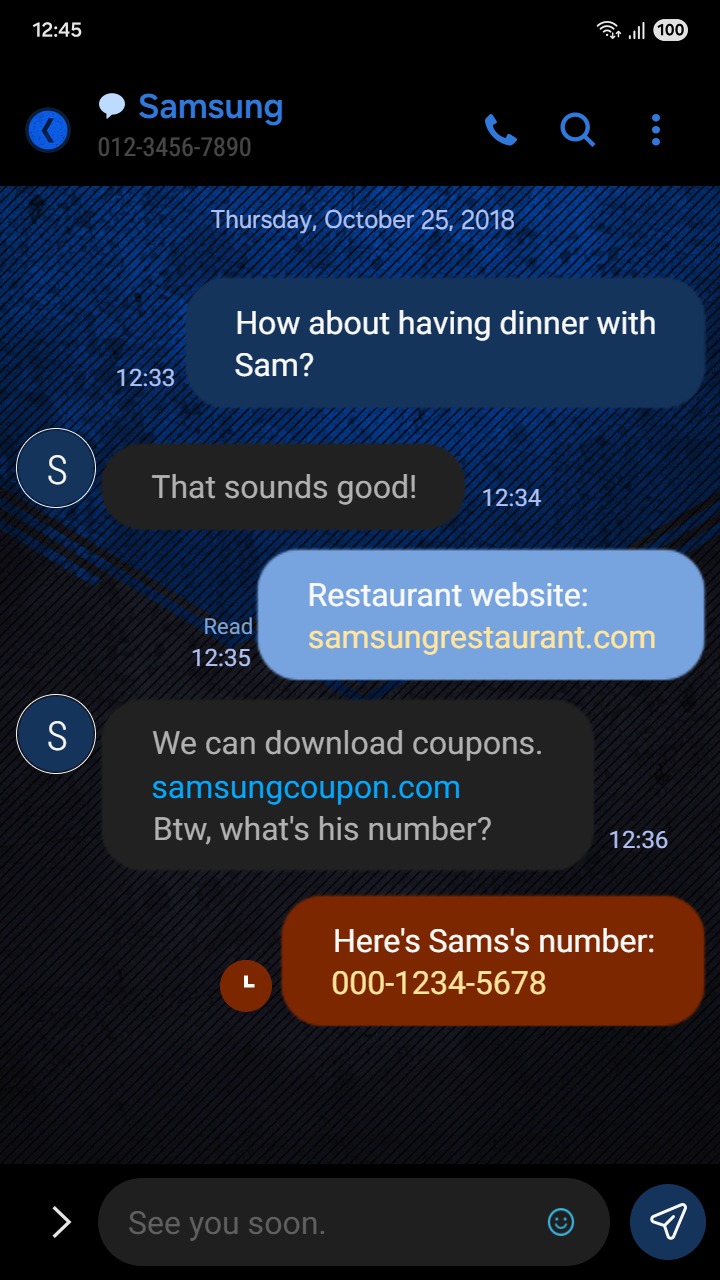 12:45
100
Samsung
012-3456-7890
Thursday, October 25, 2018
How about having dinner with
Sam?
12:33
S
That sounds good!
12:34
Restaurant website:
samsungrestaurant.com
Read
12:35
S
We can download coupons.
samsungcoupon.com
Btw, what's his number?
12:36
Here's Sams's number:
000-1234-5678
See you soon.